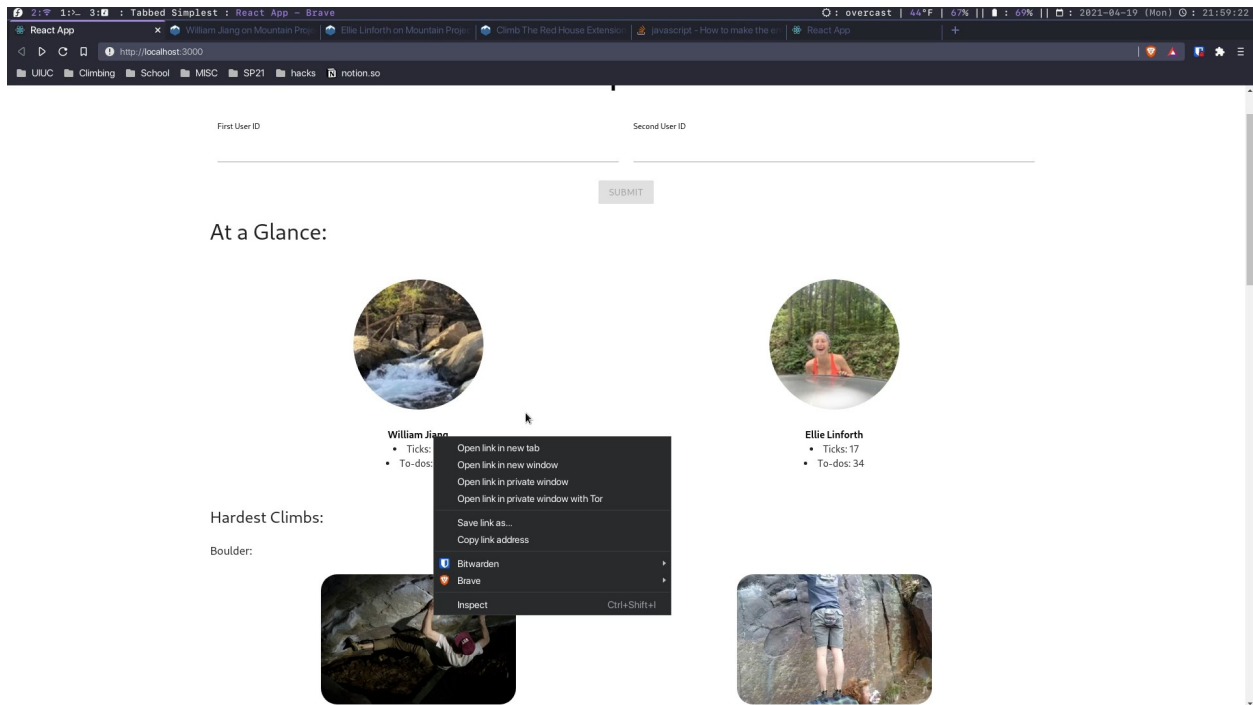 2: 1:>_ 3: : Tabbed Simplest : React App — Brave
: overcast | 44°F | 67% || : 69% || : 2021-04-19 (Mon) : 21:59:22
React App
William Jiang on Mountain Proje
Ellie Linforth on Mountain Projec
Climb The Red House Extension
javascript - How to make the en
React App
http://localhost:3000
UIUC Climbing School MISC SP21 hacks notion.so
First User ID
Second User ID
SUBMIT
At a Glance:
William Jiang
• Ticks:
• To-dos:
Ellie Linforth
• Ticks: 17
• To-dos: 34
Open link in new tab
Open link in new window
Open link in private window
Open link in private window with Tor
Save link as...
Copy link address
Bitwarden
Brave
Inspect Ctrl+Shift+I
Hardest Climbs:
Boulder: